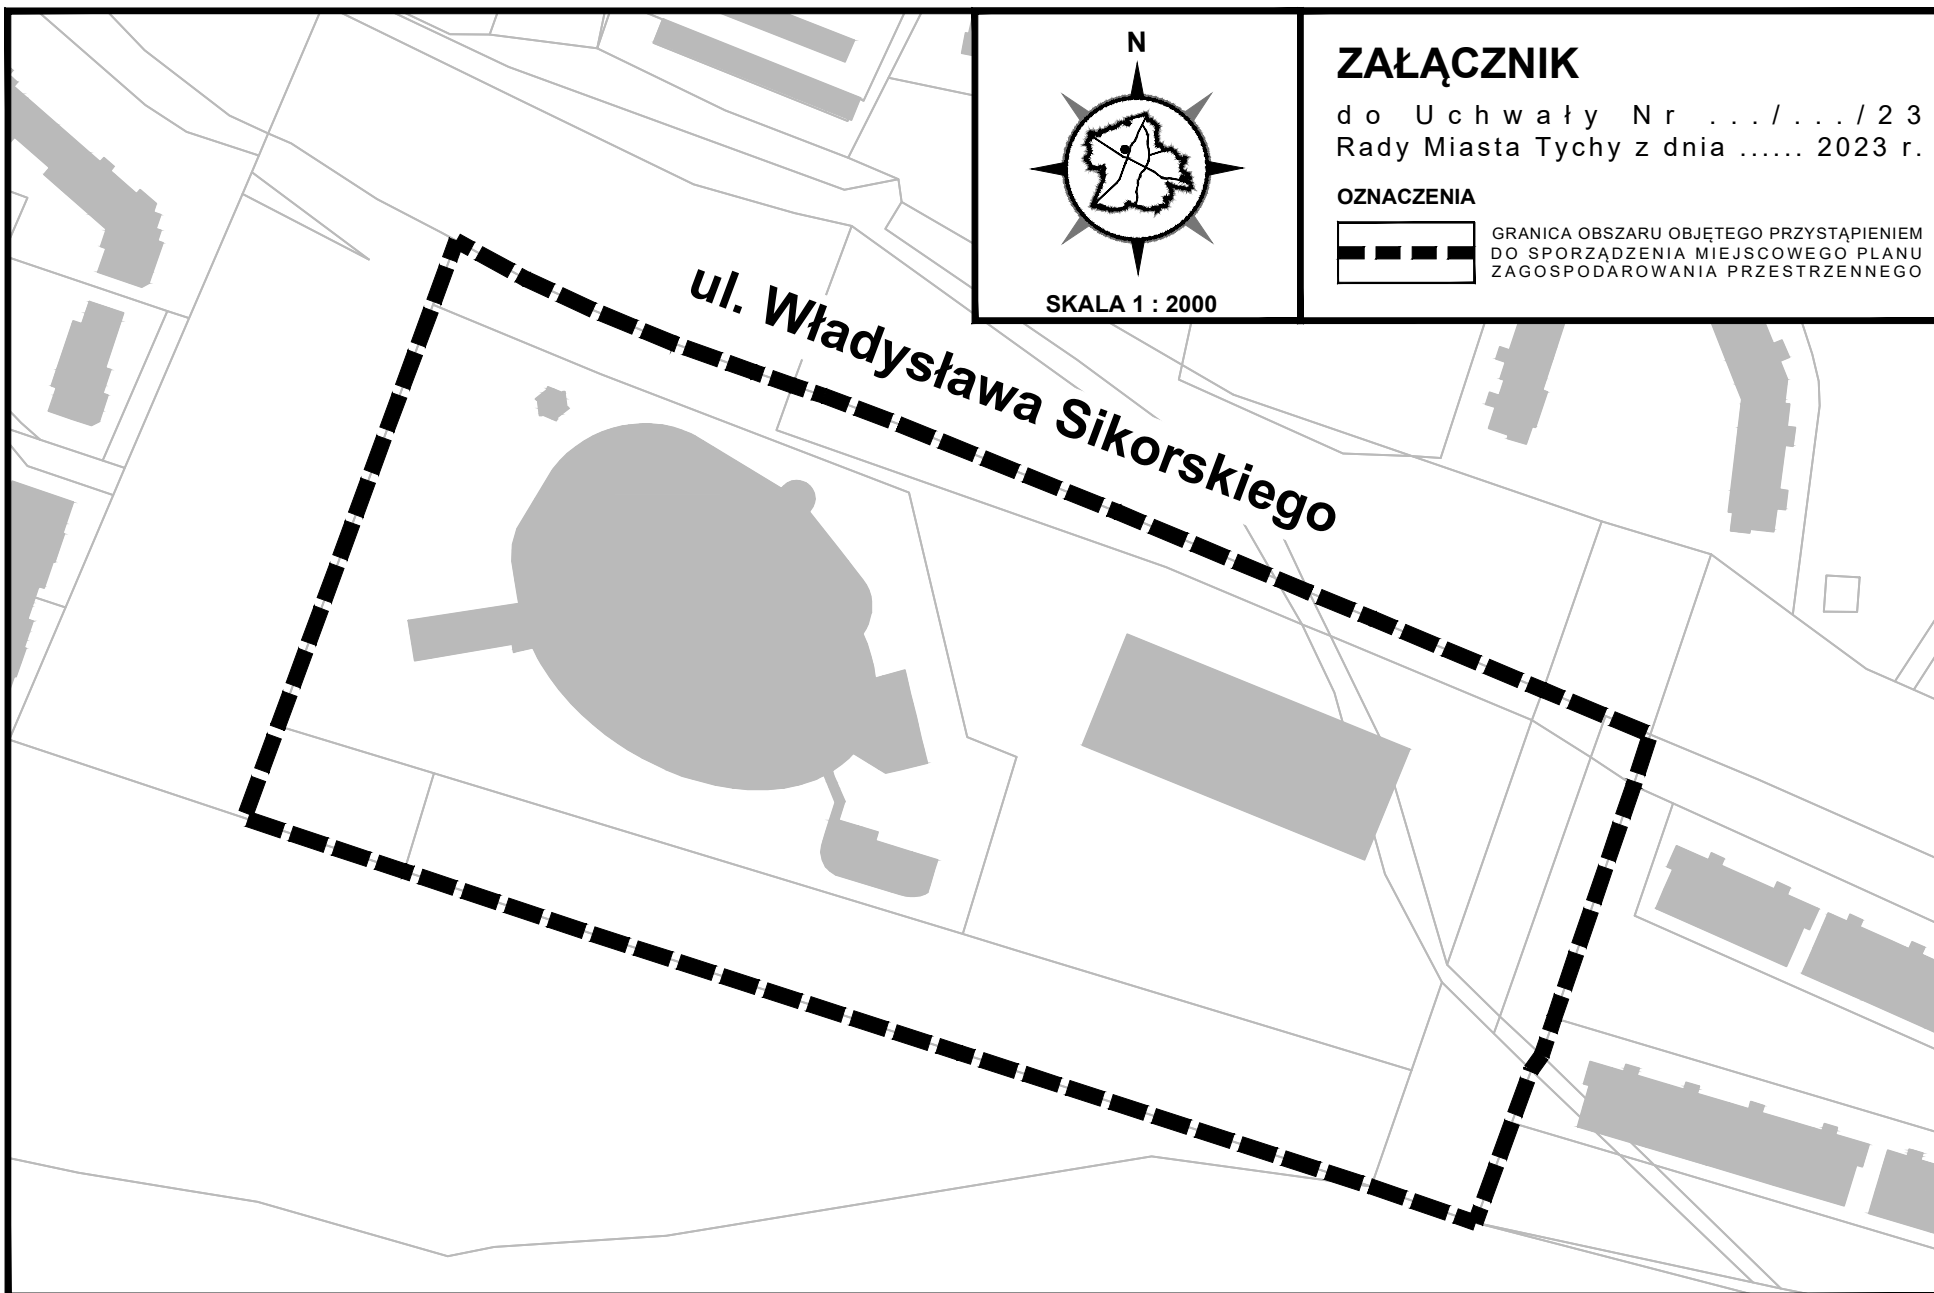 N
SKALA 1 : 2000
ZAŁĄCZNIK
do Uchwały Nr .../.../23
Rady Miasta Tychy z dnia ...... 2023 r.
OZNACZENIA
GRANICA OBSZARU OBJĘTEGO PRZYSTĄPIENIEM
DO SPORZĄDZENIA MIEJSCOWEGO PLANU
ZAGOSPODAROWANIA PRZESTRZENNEGO
ul. Władysława Sikorskiego